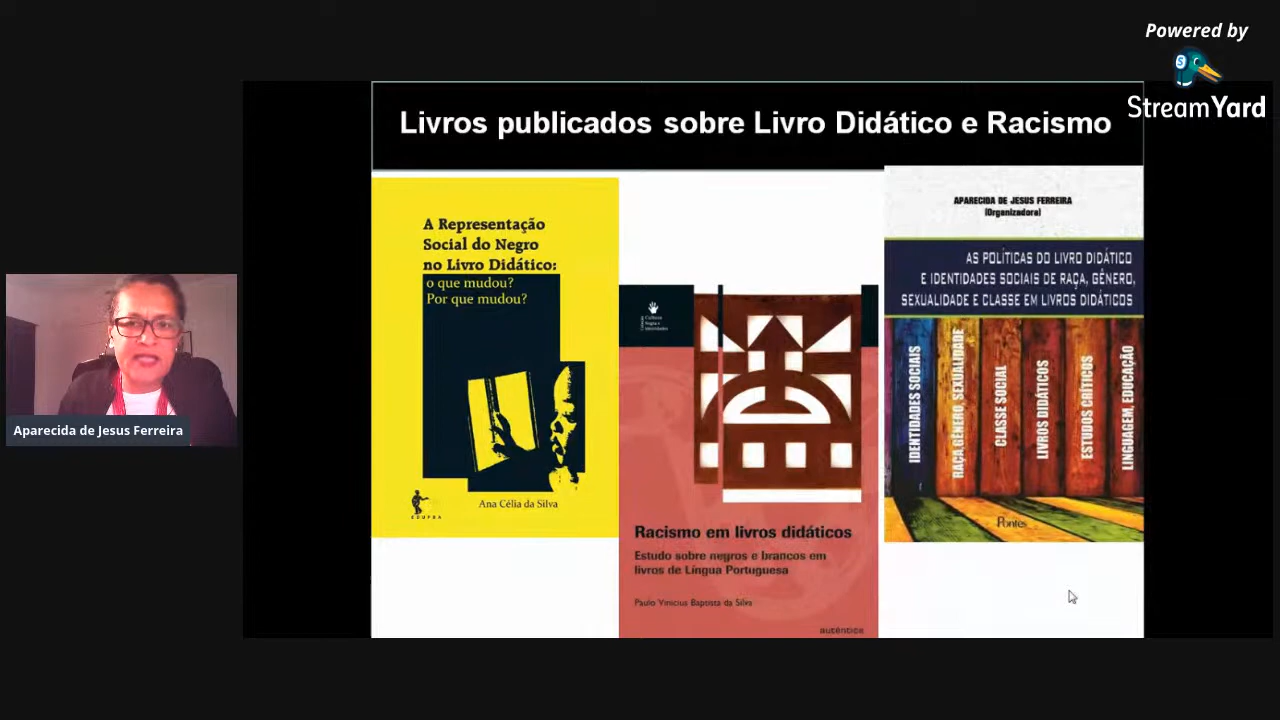 Powered by
StreamYard
Livros publicados sobre Livro Didático e Racismo
A Representação
Social do Negro
no Livro Didático:
o que mudou?
Por que mudou?
EDUFBA
Ana Célia da Silva
Racismo em livros didáticos
Estudo sobre negros e brancos em
livros de Língua Portuguesa
Paulo Vinicius Baptista da Silva
autêntica
APARECIDA DE JESUS FERREIRA
(Organizadora)
AS POLÍTICAS DO LIVRO DIDÁTICO
E IDENTIDADES SOCIAIS DE RAÇA, GÊNERO,
SEXUALIDADE E CLASSE EM LIVROS DIDÁTICOS
IDENTIDADES SOCIAIS
RAÇA, GÊNERO, SEXUALIDADE
CLASSE SOCIAL
LIVROS DIDÁTICOS
ESTUDOS CRÍTICOS
LINGUAGEM, EDUCAÇÃO
Pontes
Aparecida de Jesus Ferreira